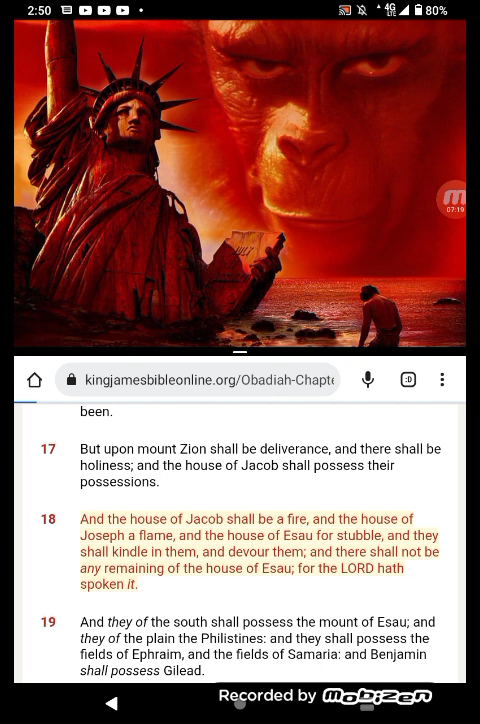 2:50
4G
LTE
80%
07:19
JULY
kingjamesbibleonline.org/Obadiah-Chapte
:D
been.
17 But upon mount Zion shall be deliverance, and there shall be
holiness; and the house of Jacob shall possess their
possessions.
18 And the house of Jacob shall be a fire, and the house of
Joseph a flame, and the house of Esau for stubble, and they
shall kindle in them, and devour them; and there shall not be
any remaining of the house of Esau; for the LORD hath
spoken it.
19 And they of the south shall possess the mount of Esau; and
they of the plain the Philistines: and they shall possess the
fields of Ephraim, and the fields of Samaria: and Benjamin
shall possess Gilead.
Recorded by Mobizen